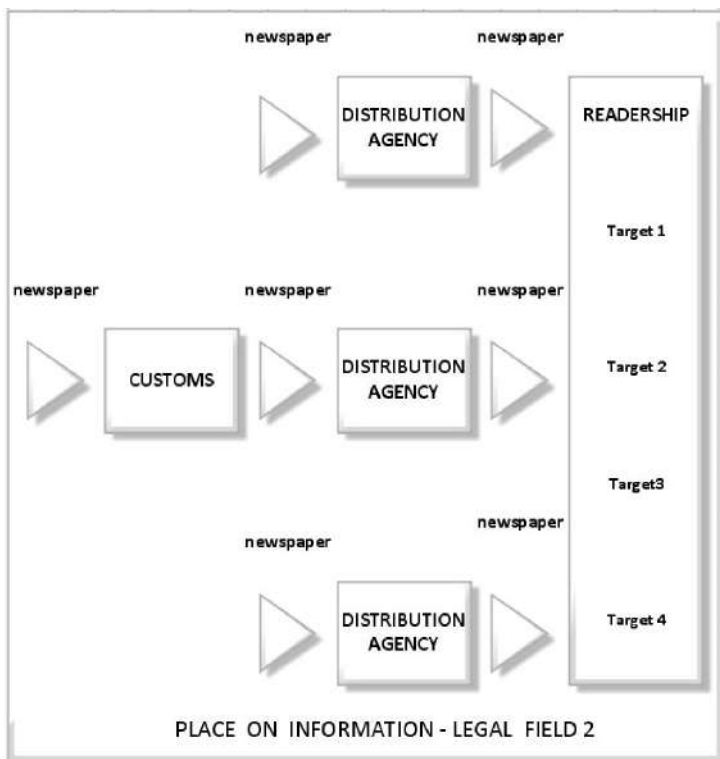 newspaper
newspaper
DISTRIBUTION
AGENCY
READERSHIP
Target 1
newspaper
newspaper
newspaper
CUSTOMS
DISTRIBUTION
AGENCY
Target 2
Target3
newspaper
newspaper
DISTRIBUTION
AGENCY
Target 4
PLACE ON INFORMATION - LEGAL FIELD 2